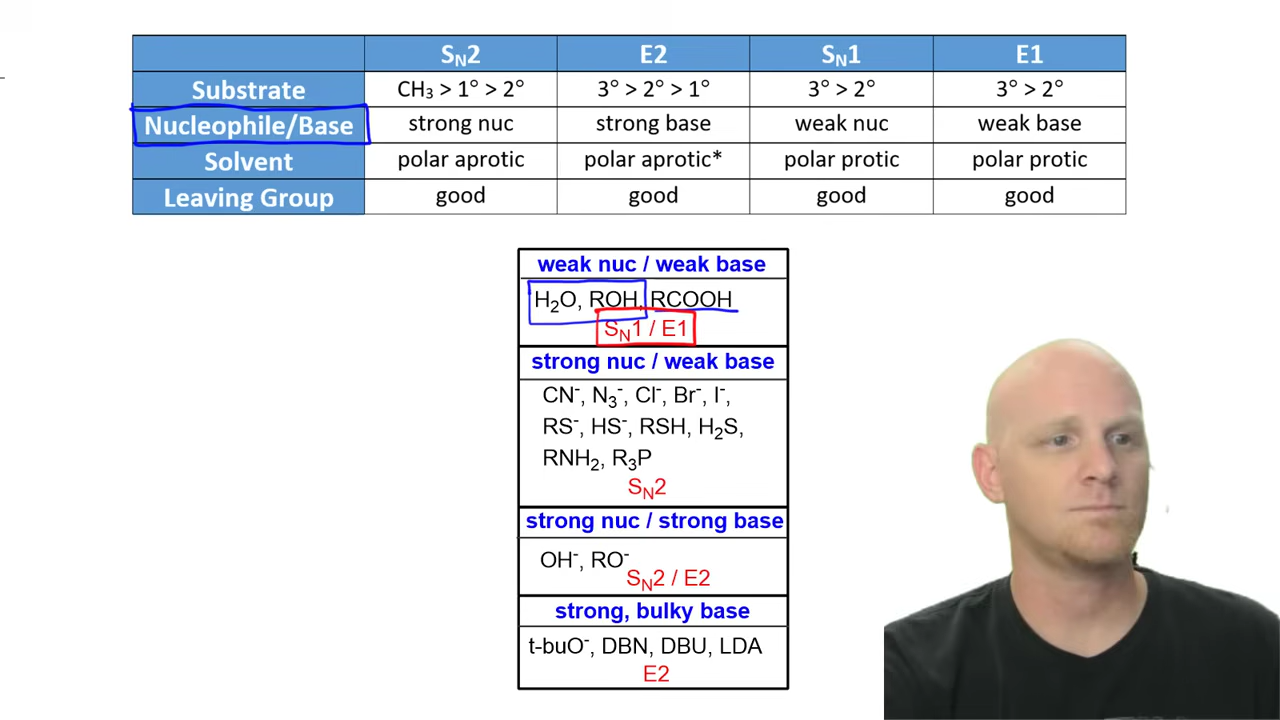 SN2 E2 SN1 E1
Substrate CH3 > 1° > 2° 3° > 2° > 1° 3° > 2° 3° > 2°
Nucleophile/Base strong nuc strong base weak nuc weak base
Solvent polar aprotic polar aprotic* polar protic polar protic
Leaving Group good good good good
weak nuc / weak base
H2O, ROH, RCOOH
SN1 / E1
strong nuc / weak base
CN-, N3-, Cl-, Br-, I-,
RS-, HS-, RSH, H2S,
RNH2, R3P
SN2
strong nuc / strong base
OH-, RO-
SN2 / E2
strong, bulky base
t-buO-, DBN, DBU, LDA
E2